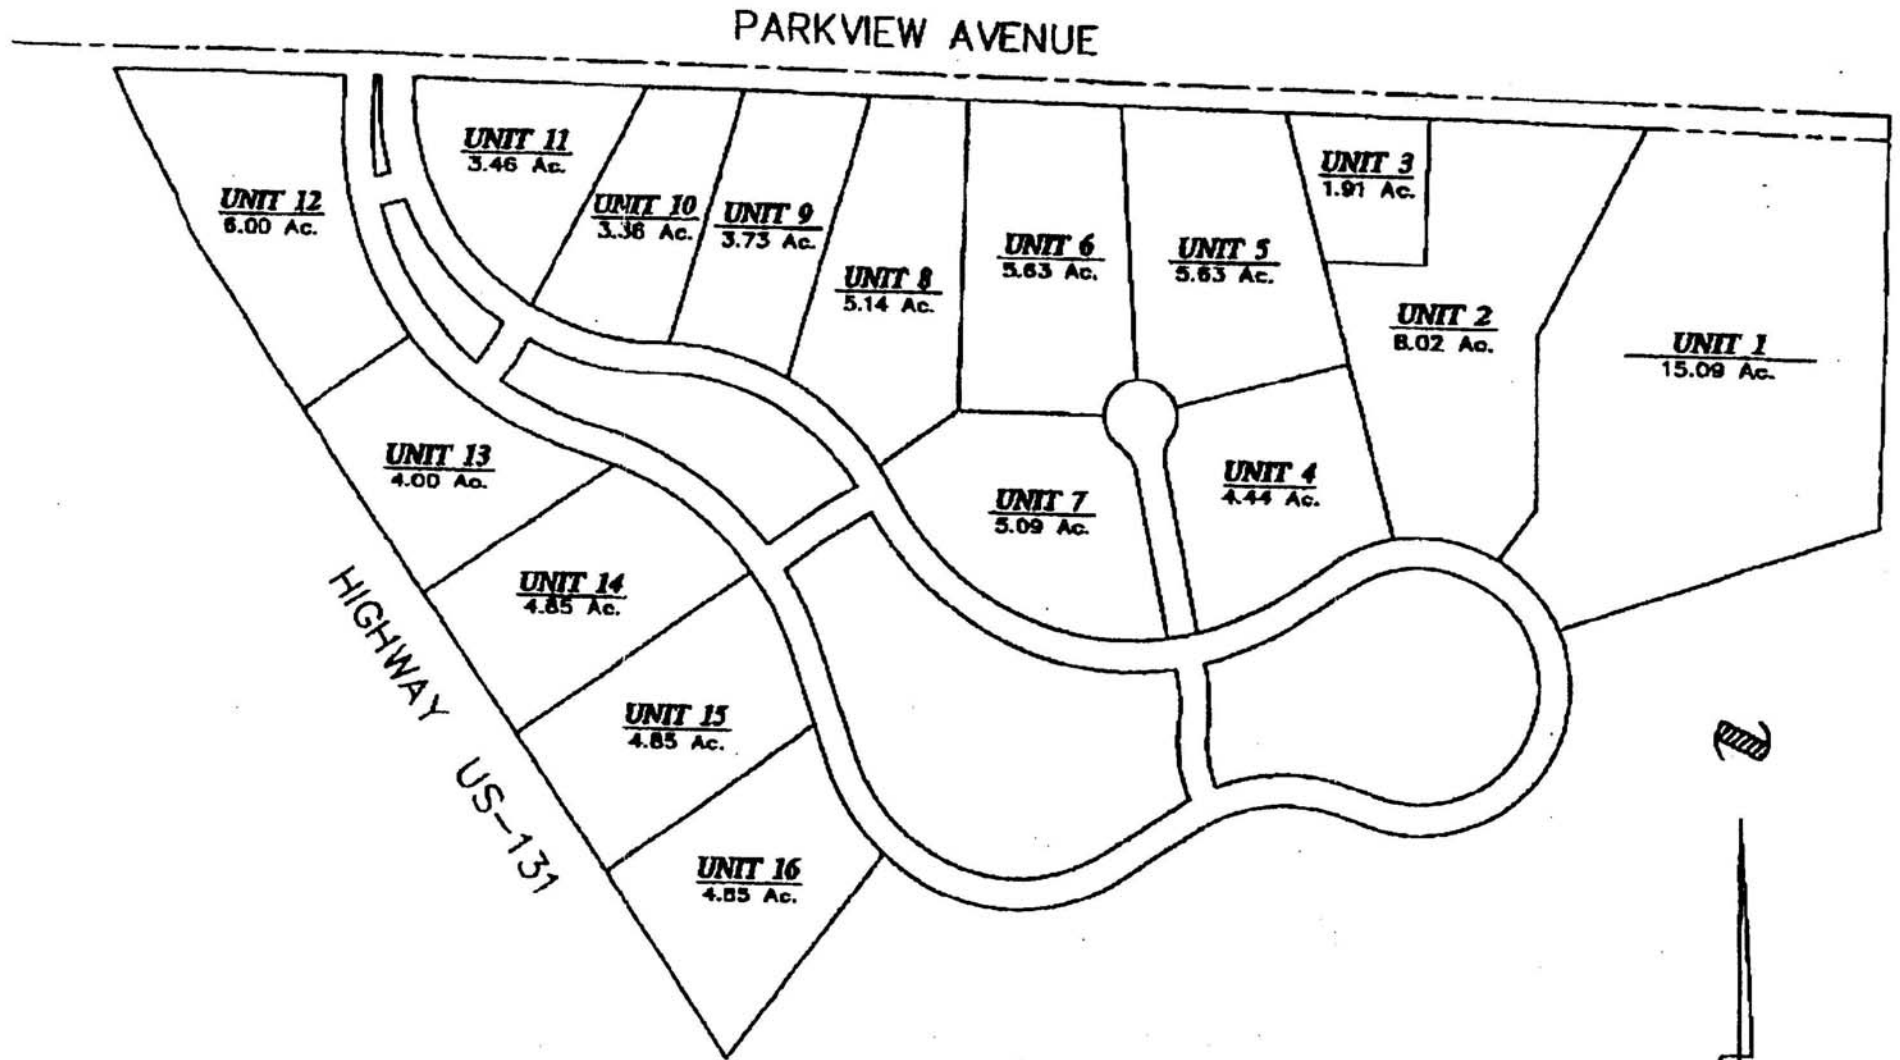 PARKVIEW AVENUE
UNIT 11
3.46 Ac.
UNIT 3
1.91 Ac.
UNIT 12
6.00 Ac.
UNIT 10
3.36 Ac.
UNIT 9
3.73 Ac.
UNIT 6
5.63 Ac.
UNIT 5
5.63 Ac.
UNIT 8
5.14 Ac.
UNIT 2
8.02 Ac.
UNIT 1
15.09 Ac.
UNIT 13
4.00 Ac.
UNIT 7
5.09 Ac.
UNIT 4
4.44 Ac.
UNIT 14
4.85 Ac.
UNIT 15
4.85 Ac.
UNIT 16
4.85 Ac.
HIGHWAY US-131
N